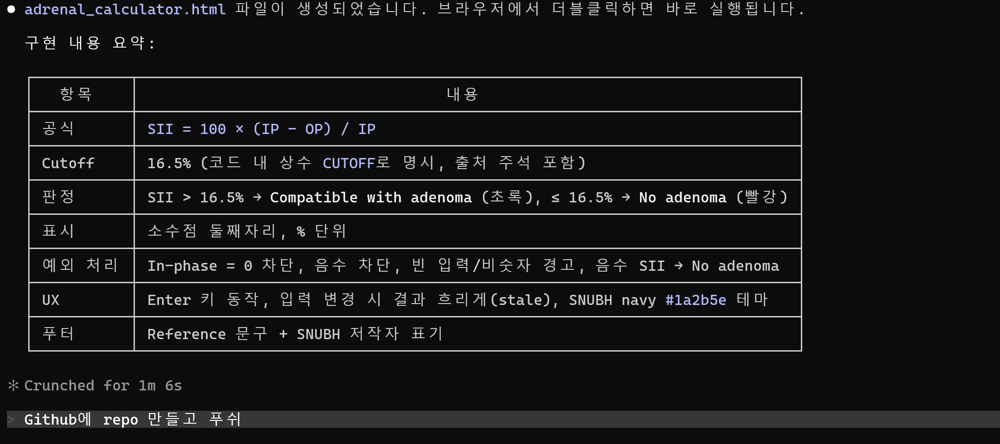 ● adrenal_calculator.html 파일이 생성되었습니다. 브라우저에서 더블클릭하면 바로 실행됩니다.
구현 내용 요약:
항목 내용
공식 SII = 100 × (IP − OP) / IP
Cutoff 16.5% (코드 내 상수 CUTOFF로 명시, 출처 주석 포함)
판정 SII > 16.5% → Compatible with adenoma (초록), ≤ 16.5% → No adenoma (빨강)
표시 소수점 둘째자리, % 단위
예외 처리 In-phase = 0 차단, 음수 차단, 빈 입력/비숫자 경고, 음수 SII → No adenoma
UX Enter 키 동작, 입력 변경 시 결과 흐리게(stale), SNUBH navy #1a2b5e 테마
푸터 Reference 문구 + SNUBH 저작자 표기
✻ Crunched for 1m 6s
> Github에 repo 만들고 푸쉬